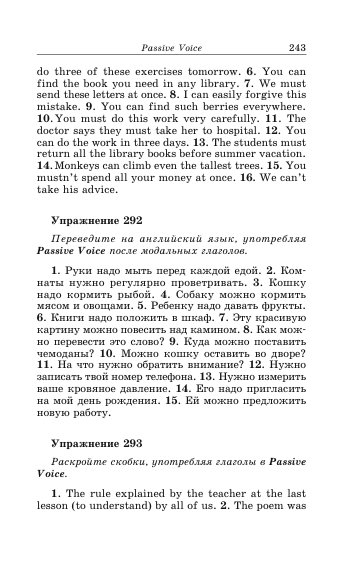 Passive Voice 243
do three of these exercises tomorrow. 6. You can
find the book you need in any library. 7. We must
send these letters at once. 8. I can easily forgive this
mistake. 9. You can find such berries everywhere.
10. You must do this work very carefully. 11. The
doctor says they must take her to hospital. 12. You
can do the work in three days. 13. The students must
return all the library books before summer vacation.
14. Monkeys can climb even the tallest trees. 15. You
mustn't spend all your money at once. 16. We can't
take his advice.
Упражнение 292
Переведите на английский язык, употребляя
Passive Voice после модальных глаголов.
1. Руки надо мыть перед каждой едой. 2. Ком-
наты нужно регулярно проветривать. 3. Кошку
надо кормить рыбой. 4. Собаку можно кормить
мясом и овощами. 5. Ребенку надо давать фрукты.
6. Книги надо положить в шкаф. 7. Эту красивую
картину можно повесить над камином. 8. Как мож-
но перевести это слово? 9. Куда можно поставить
чемоданы? 10. Можно кошку оставить во дворе?
11. На что нужно обратить внимание? 12. Нужно
записать твой номер телефона. 13. Нужно измерить
ваше кровяное давление. 14. Его надо пригласить
на мой день рождения. 15. Ей можно предложить
новую работу.
Упражнение 293
Раскройте скобки, употребляя глаголы в Passive
Voice.
1. The rule explained by the teacher at the last
lesson (to understand) by all of us. 2. The poem was